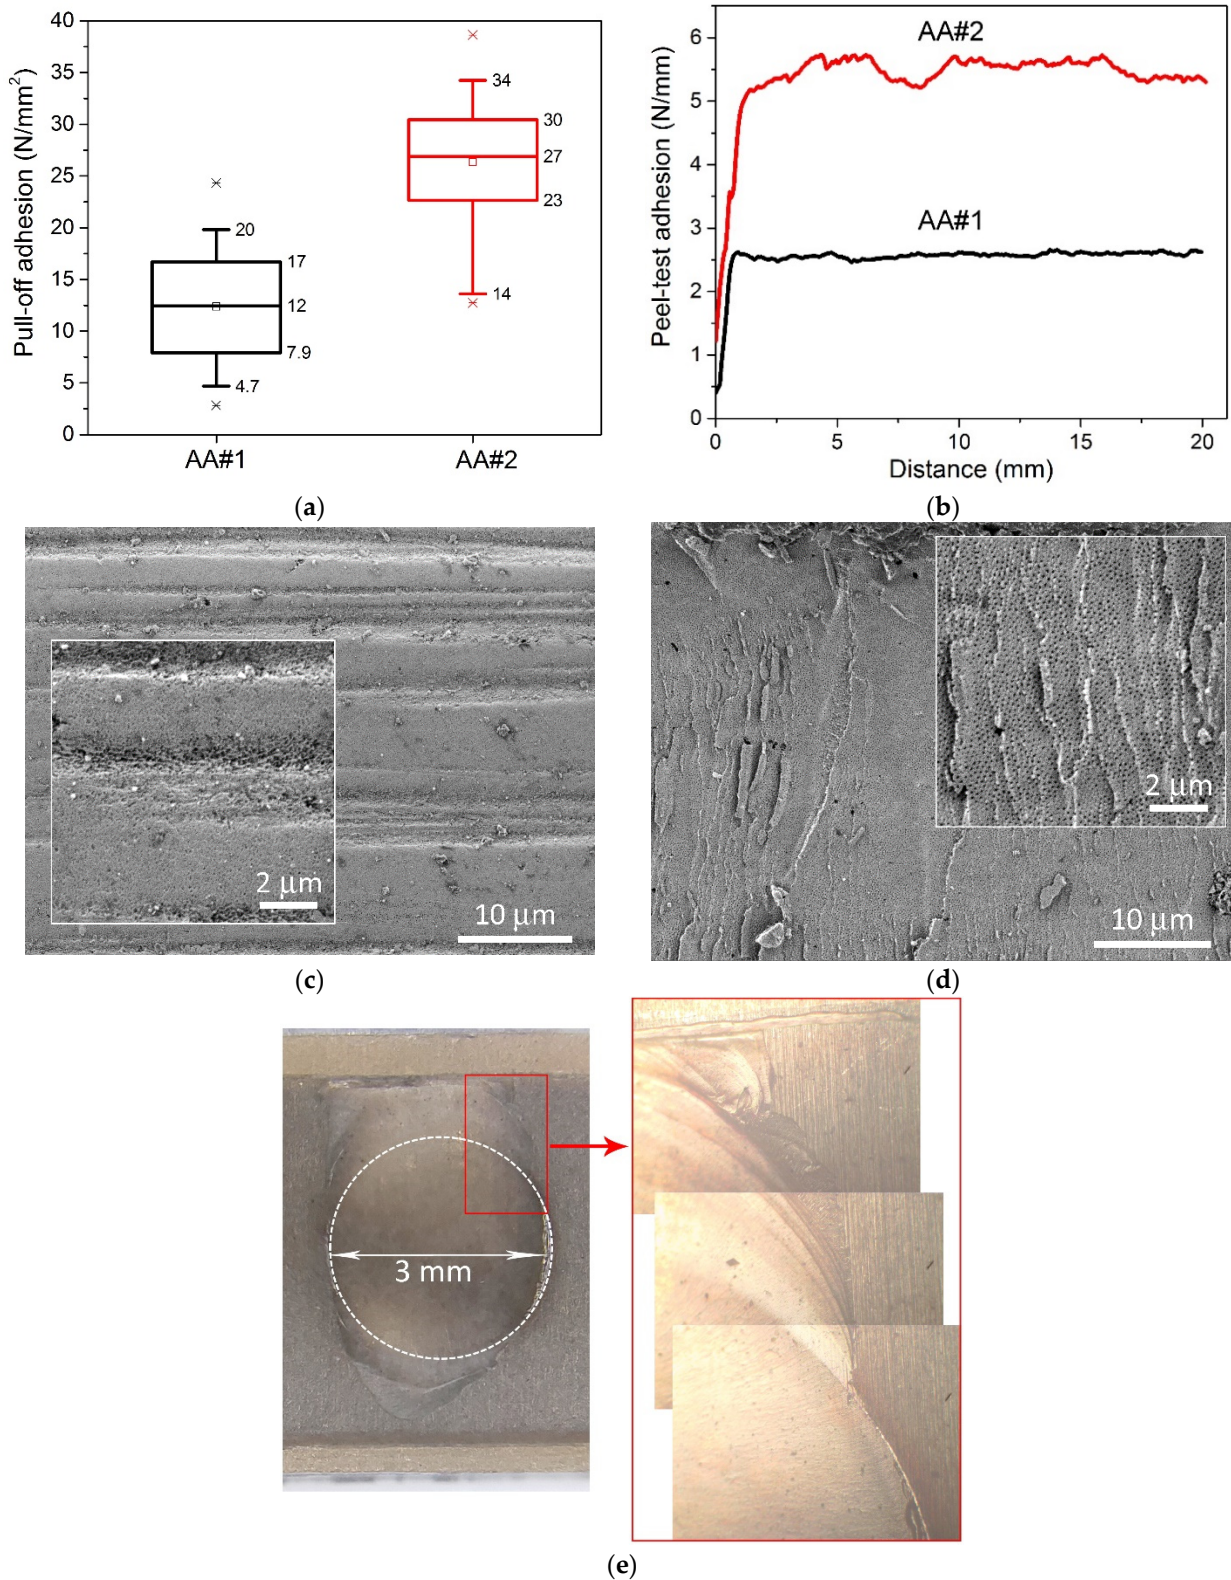 40
35
30
25
20
15
10
5
0
Pull-off adhesion (N/mm²)
20
17
12
7.9
4.7
34
30
27
23
14
AA#1
AA#2
(a)
6
5
4
3
2
1
0
Peel-test adhesion (N/mm)
AA#2
AA#1
0
5
10
15
20
Distance (mm)
(b)
2 μm
10 μm
(c)
2 μm
10 μm
(d)
3 mm
(e)